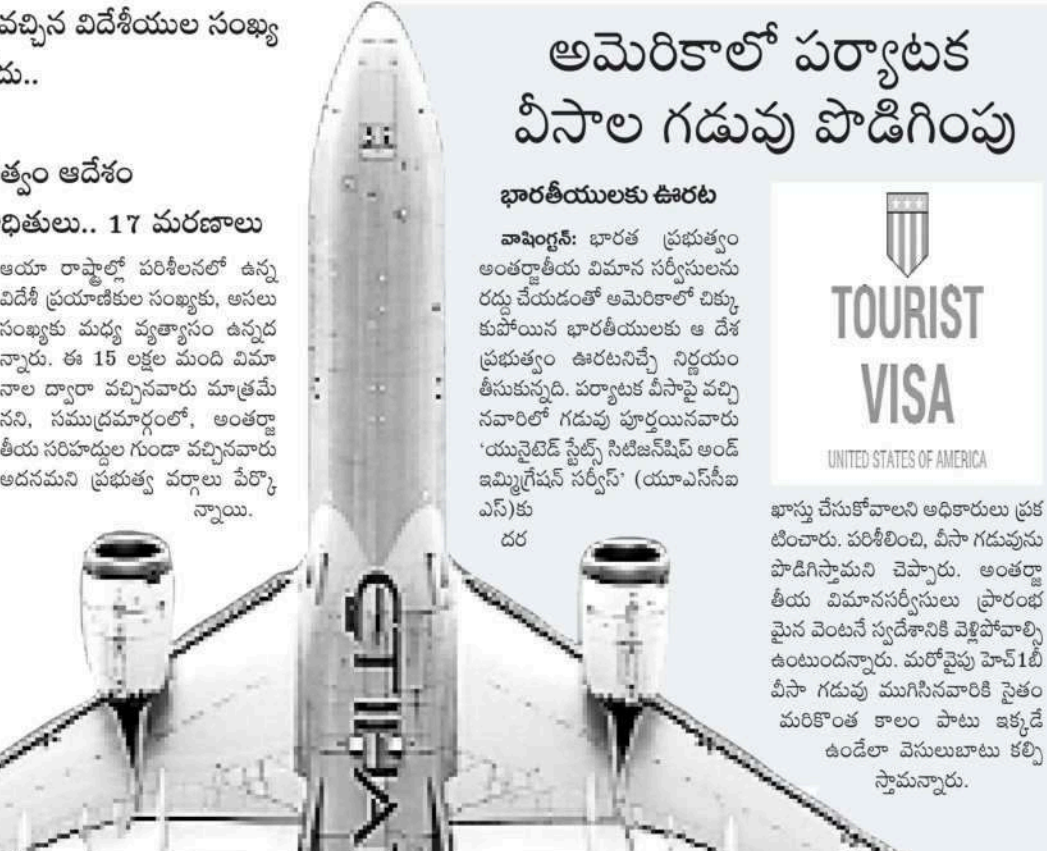 వచ్చిన విదేశీయుల సంఖ్య
దు..
త్వం ఆదేశం
ధితులు.. 17 మరణాలు
ఆయా రాష్ట్రాల్లో పరిశీలనలో ఉన్న
విదేశీ ప్రయాణికుల సంఖ్యకు, అసలు
సంఖ్యకు మధ్య వ్యత్యాసం ఉన్నద
న్నారు. ఈ 15 లక్షల మంది విమా
నాల ద్వారా వచ్చినవారు మాత్రమే
నని, సముద్రమార్గంలో, అంతర్జా
తీయ సరిహద్దుల గుండా వచ్చినవారు
అదనమని ప్రభుత్వ వర్గాలు పేర్కొ
న్నాయి.
అమెరికాలో పర్యాటక
వీసాల గడువు పొడిగింపు
భారతీయులకు ఊరట
వాషింగ్టన్: భారత ప్రభుత్వం
అంతర్జాతీయ విమాన సర్వీసులను
రద్దు చేయడంతో అమెరికాలో చిక్కు
కుపోయిన భారతీయులకు ఆ దేశ
ప్రభుత్వం ఊరటనిచ్చే నిర్ణయం
తీసుకున్నది. పర్యాటక వీసాపై వచ్చి
నవారిలో గడువు పూర్తయినవారు
‘యునైటెడ్ స్టేట్స్ సిటిజన్‌షిప్ అండ్
ఇమ్మిగ్రేషన్ సర్వీస్’ (యూఎస్‌సీఐ
ఎస్)కు
దర
TOURIST
VISA
UNITED STATES OF AMERICA
ఖాస్తు చేసుకోవాలని అధికారులు ప్రక
టించారు. పరిశీలించి, వీసా గడువును
పొడిగిస్తామని చెప్పారు. అంతర్జా
తీయ విమానసర్వీసులు ప్రారంభ
మైన వెంటనే స్వదేశానికి వెళ్లిపోవాల్సి
ఉంటుందన్నారు. మరోవైపు హెచ్1బీ
వీసా గడువు ముగిసినవారికి సైతం
మరికొంత కాలం పాటు ఇక్కడే
ఉండేలా వెసులుబాటు కల్పి
స్తామన్నారు.